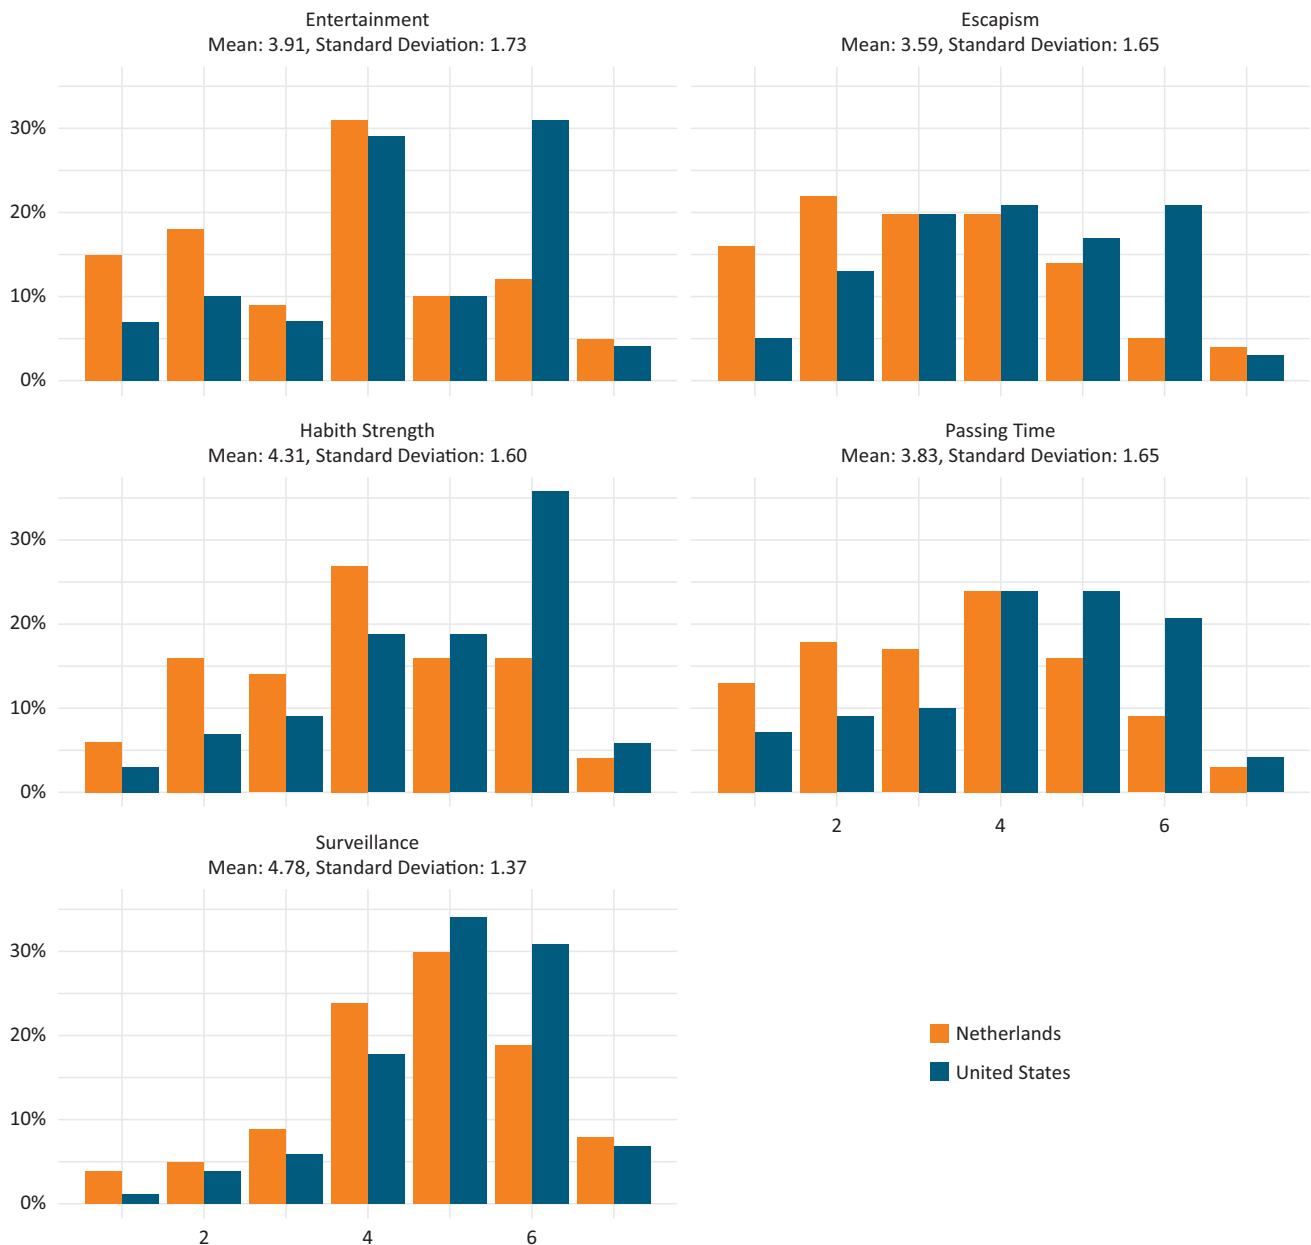 Entertainment
Mean: 3.91, Standard Deviation: 1.73
30%
20%
10%
0%
Escapism
Mean: 3.59, Standard Deviation: 1.65
Habith Strength
Mean: 4.31, Standard Deviation: 1.60
30%
20%
10%
0%
Passing Time
Mean: 3.83, Standard Deviation: 1.65
2 4 6
Surveillance
Mean: 4.78, Standard Deviation: 1.37
30%
20%
10%
0%
2 4 6
Netherlands
United States